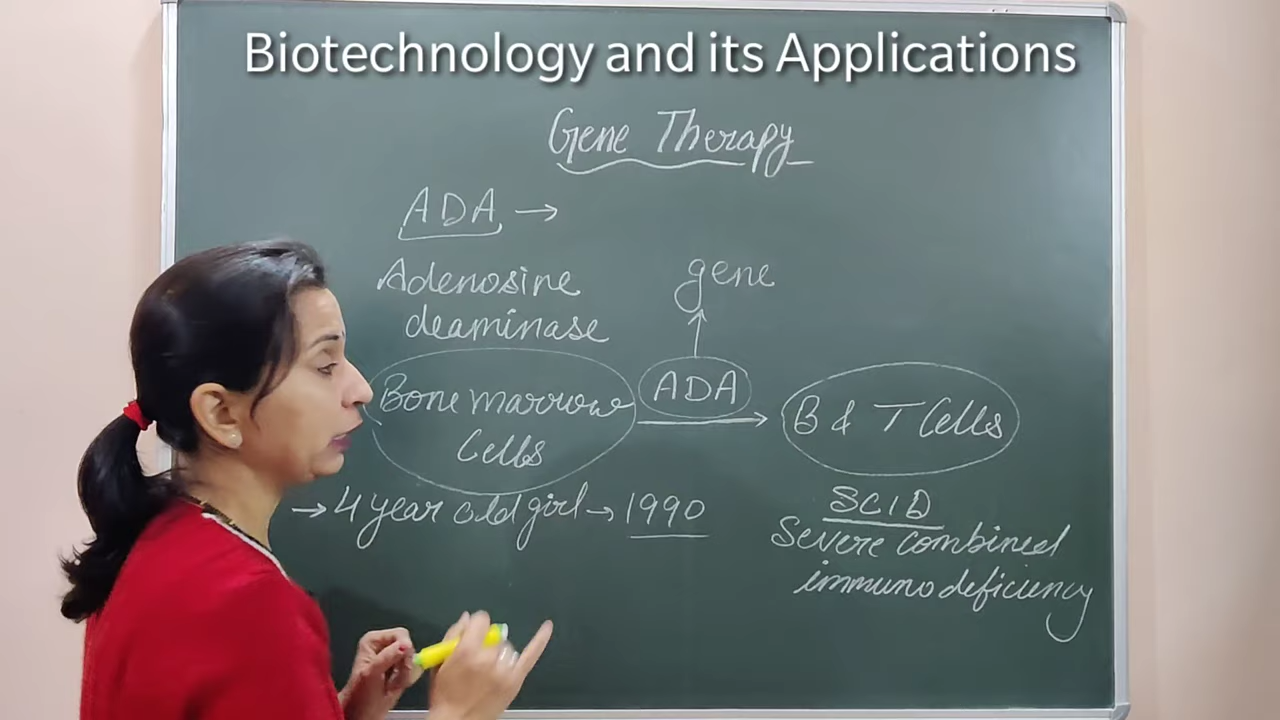 Biotechnology and its Applications
Gene Therapy
ADA →
Adenosine
deaminase
gene
Bone marrow
Cells
ADA
B & T Cells
→ 4 year old girl → 1990
SCID
Severe combined
immuno deficiency